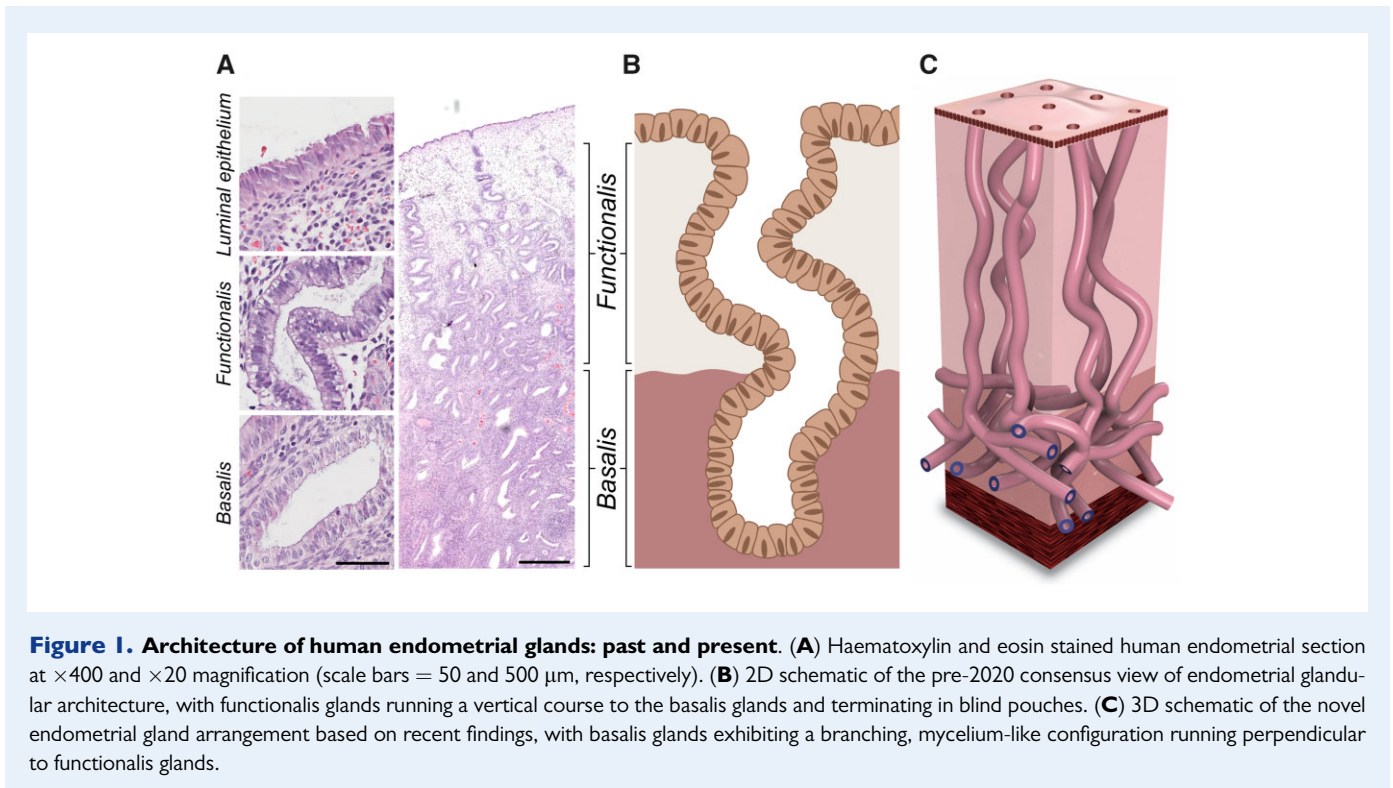 A
B
C
Luminal epithelium
Functionalis
Basalis
Functionalis
Basalis
Figure 1. Architecture of human endometrial glands: past and present. (A) Haematoxylin and eosin stained human endometrial section
at ×400 and ×20 magnification (scale bars = 50 and 500 μm, respectively). (B) 2D schematic of the pre-2020 consensus view of endometrial glandu-
lar architecture, with functionalis glands running a vertical course to the basalis glands and terminating in blind pouches. (C) 3D schematic of the novel
endometrial gland arrangement based on recent findings, with basalis glands exhibiting a branching, mycelium-like configuration running perpendicular
to functionalis glands.